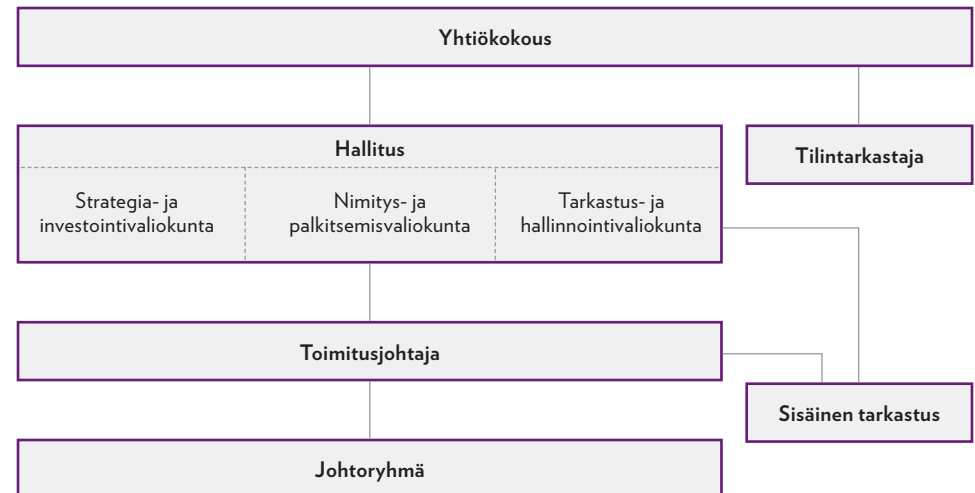 Yhtiökokous
Hallitus
Tilintarkastaja
Strategia- ja
investointivaliokunta
Nimitys- ja
palkitsemisvaliokunta
Tarkastus- ja
hallinnointivaliokunta
Toimitusjohtaja
Sisäinen tarkastus
Johtoryhmä